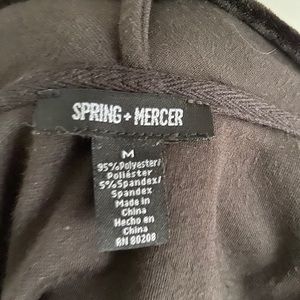 SPRING + MERCER
M
95% Polyester/
Poliéster
5% Spandex/
Spandex
Made in
China
Hecho en
China
RN 80208